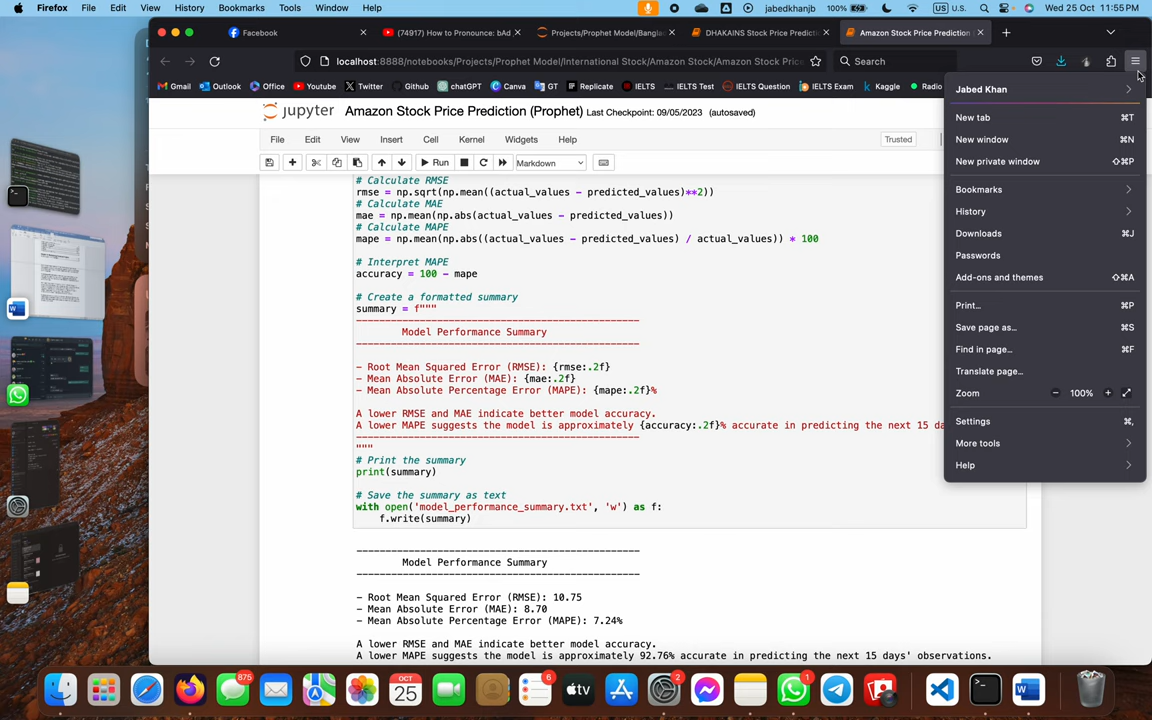 Firefox File Edit View History Bookmarks Tools Window Help jabedkhanjb 100% US U.S. Wed 25 Oct 11:55 PM
Facebook (74917) How to Pronounce: bAd Projects/Prophet Model/Bangla DHAKAINS Stock Price Predicti Amazon Stock Price Prediction
localhost:8888/notebooks/Projects/Prophet Model/International Stock/Amazon Stock/Amazon Stock Price Search
Gmail Outlook Office Youtube Twitter Github chatGPT Canva GT Replicate IELTS IELTS Test IELTS Question IELTS Exam Kaggle Radio
jupyter Amazon Stock Price Prediction (Prophet) Last Checkpoint: 09/05/2023 (autosaved)
File Edit View Insert Cell Kernel Widgets Help Trusted
Run Markdown
# Calculate RMSE
rmse = np.sqrt(np.mean((actual_values - predicted_values)**2))
# Calculate MAE
mae = np.mean(np.abs(actual_values - predicted_values))
# Calculate MAPE
mape = np.mean(np.abs((actual_values - predicted_values) / actual_values)) * 100
# Interpret MAPE
accuracy = 100 - mape
# Create a formatted summary
summary = f"""
-------------------------------------------------
Model Performance Summary
-------------------------------------------------
- Root Mean Squared Error (RMSE): {rmse:.2f}
- Mean Absolute Error (MAE): {mae:.2f}
- Mean Absolute Percentage Error (MAPE): {mape:.2f}%
A lower RMSE and MAE indicate better model accuracy.
A lower MAPE suggests the model is approximately {accuracy:.2f}% accurate in predicting the next 15 da
-------------------------------------------------
"""
# Print the summary
print(summary)
# Save the summary as text
with open('model_performance_summary.txt', 'w') as f:
f.write(summary)
-------------------------------------------------
Model Performance Summary
-------------------------------------------------
- Root Mean Squared Error (RMSE): 10.75
- Mean Absolute Error (MAE): 8.70
- Mean Absolute Percentage Error (MAPE): 7.24%
A lower RMSE and MAE indicate better model accuracy.
A lower MAPE suggests the model is approximately 92.76% accurate in predicting the next 15 days' observations.
Jabed Khan
New tab ⌘T
New window ⌘N
New private window ⇧⌘P
Bookmarks
History
Downloads ⌘J
Passwords
Add-ons and themes ⇧⌘A
Print... ⌘P
Save page as... ⌘S
Find in page... ⌘F
Translate page...
Zoom 100%
Settings ⌘,
More tools
Help
875
OCT
25
6
tv
2
1